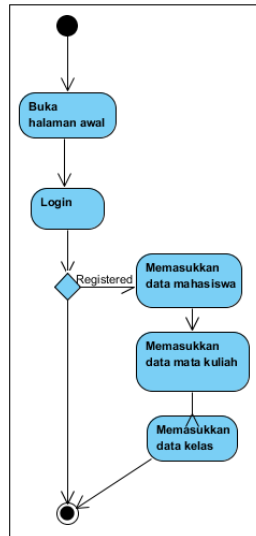 Buka
halaman awal
Login
Registered
Memasukkan
data mahasiswa
Memasukkan
data mata kuliah
Memasukkan
data kelas